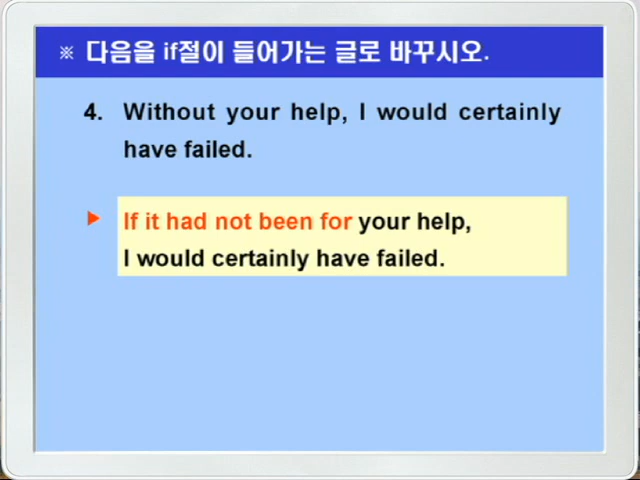 ※ 다음을 if절이 들어가는 글로 바꾸시오.
4. Without your help, I would certainly
have failed.
▶ If it had not been for your help,
I would certainly have failed.